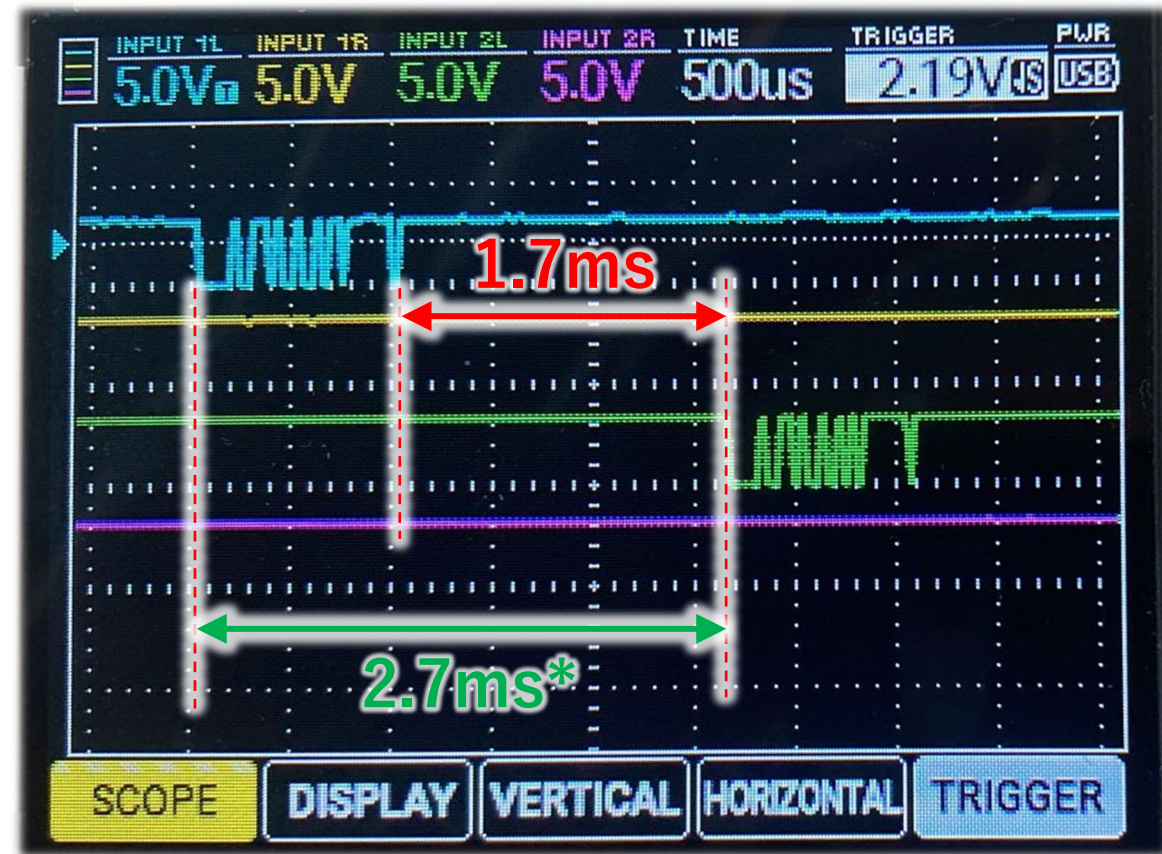 INPUT 1L INPUT 1R INPUT 2L INPUT 2R TIME TRIGGER PWR
5.0V T 5.0V 5.0V 5.0V 500us 2.19V USB
1.7ms
2.7ms*
SCOPE DISPLAY VERTICAL HORIZONTAL TRIGGER